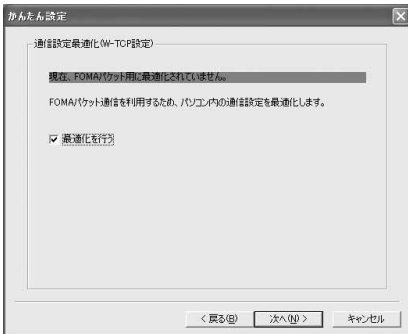 かんたん設定
通信設定最適化(W-TCP設定)
現在、FOMAパケット用に最適化されていません。
FOMAパケット通信を利用するため、パソコン内の通信設定を最適化します。
最適化を行う
< 戻る(B)
次へ(N) >
キャンセル